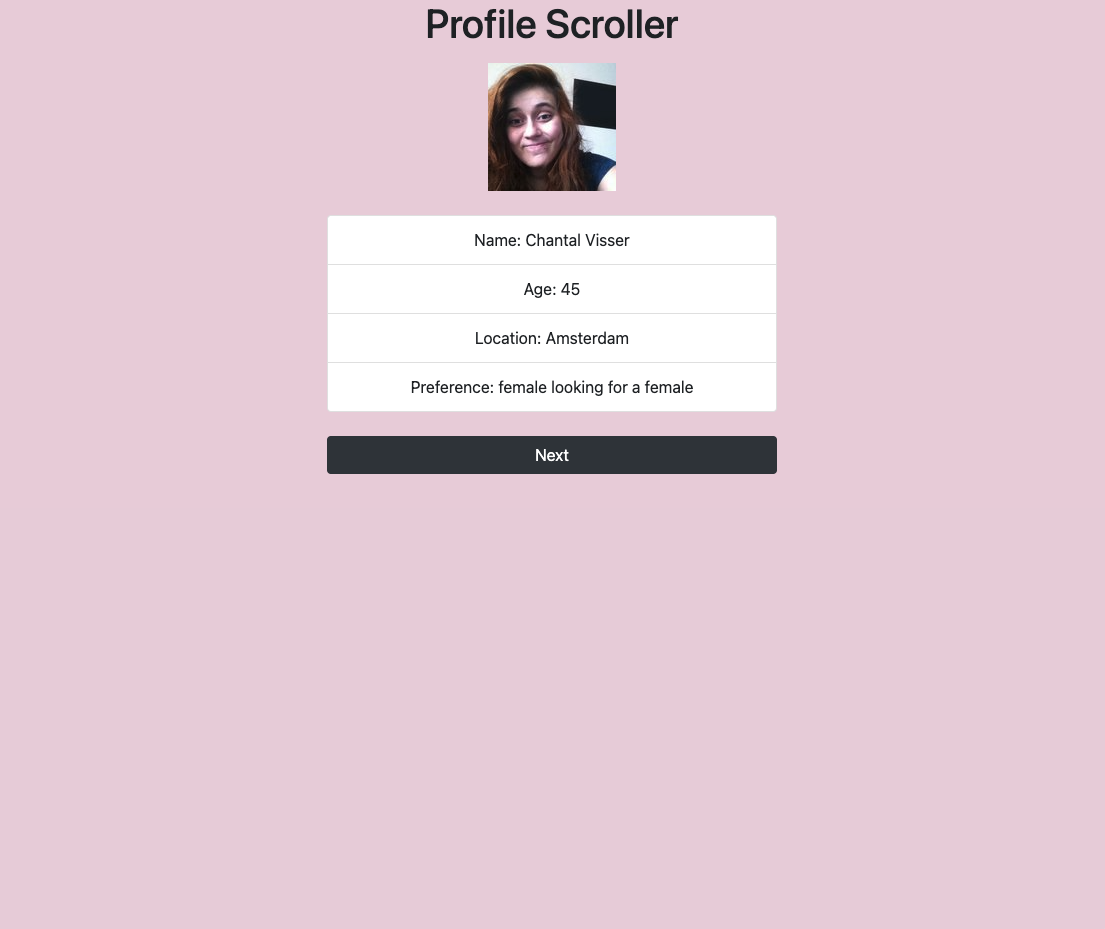 Profile Scroller
Name: Chantal Visser
Age: 45
Location: Amsterdam
Preference: female looking for a female
Next